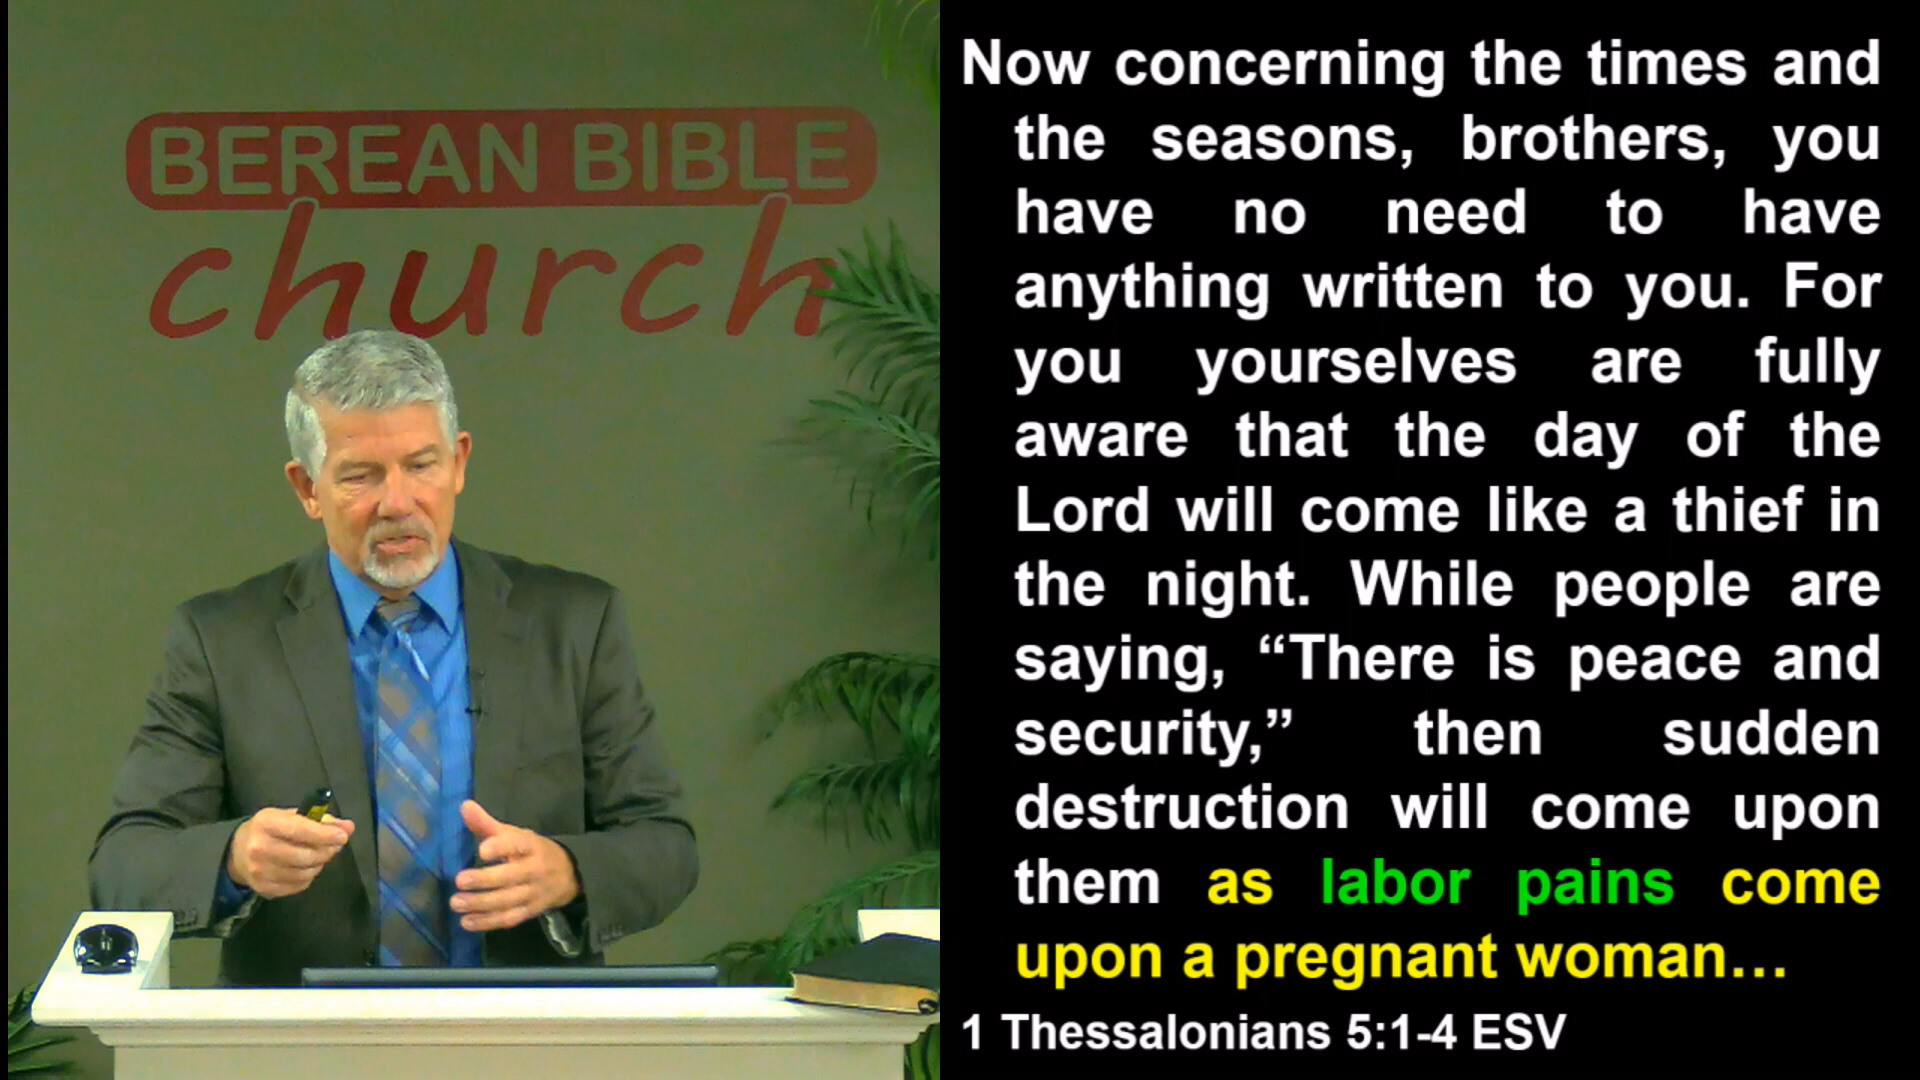 BEREAN BIBLE
church
Now concerning the times and
the seasons, brothers, you
have no need to have
anything written to you. For
you yourselves are fully
aware that the day of the
Lord will come like a thief in
the night. While people are
saying, “There is peace and
security,” then sudden
destruction will come upon
them as labor pains come
upon a pregnant woman…
1 Thessalonians 5:1-4 ESV